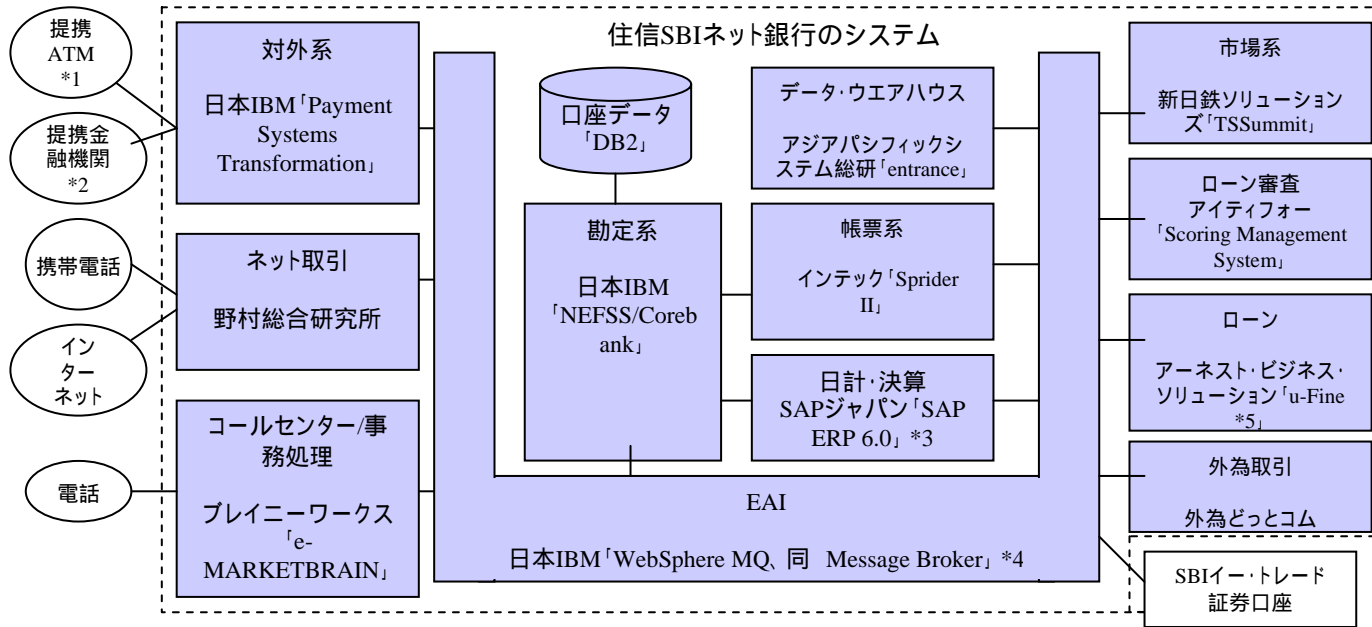 住信SBIネット銀行のシステム
提携
ATM
*1
提携金
融機関
*2
携帯電話
イン
ター
ネット
電話
対外系
日本IBM「Payment
Systems
Transformation」
ネット取引
野村総合研究所
コールセンター/事
務処理
ブレイニーワークス
「e-
MARKETBRAIN」
口座データ
「DB2」
勘定系
日本IBM
「NEFSS/Coreb
ank」
データ・ウエアハウス
アジアパシフィックシ
ステム総研「entrance」
帳票系
インテック「Sprider
II」
日計・決算
SAPジャパン「SAP
ERP 6.0」*3
EAI
日本IBM「WebSphere MQ、同 Message Broker」*4
市場系
新日鉄ソリューション
ズ「TSSummit」
ローン審査
アイティフォー
「Scoring Management
System」
ローン
アーネスト・ビジネス・
ソリューション「u-Fine
*5」
外為取引
外為どっとコム
SBIイー・トレード
証券口座